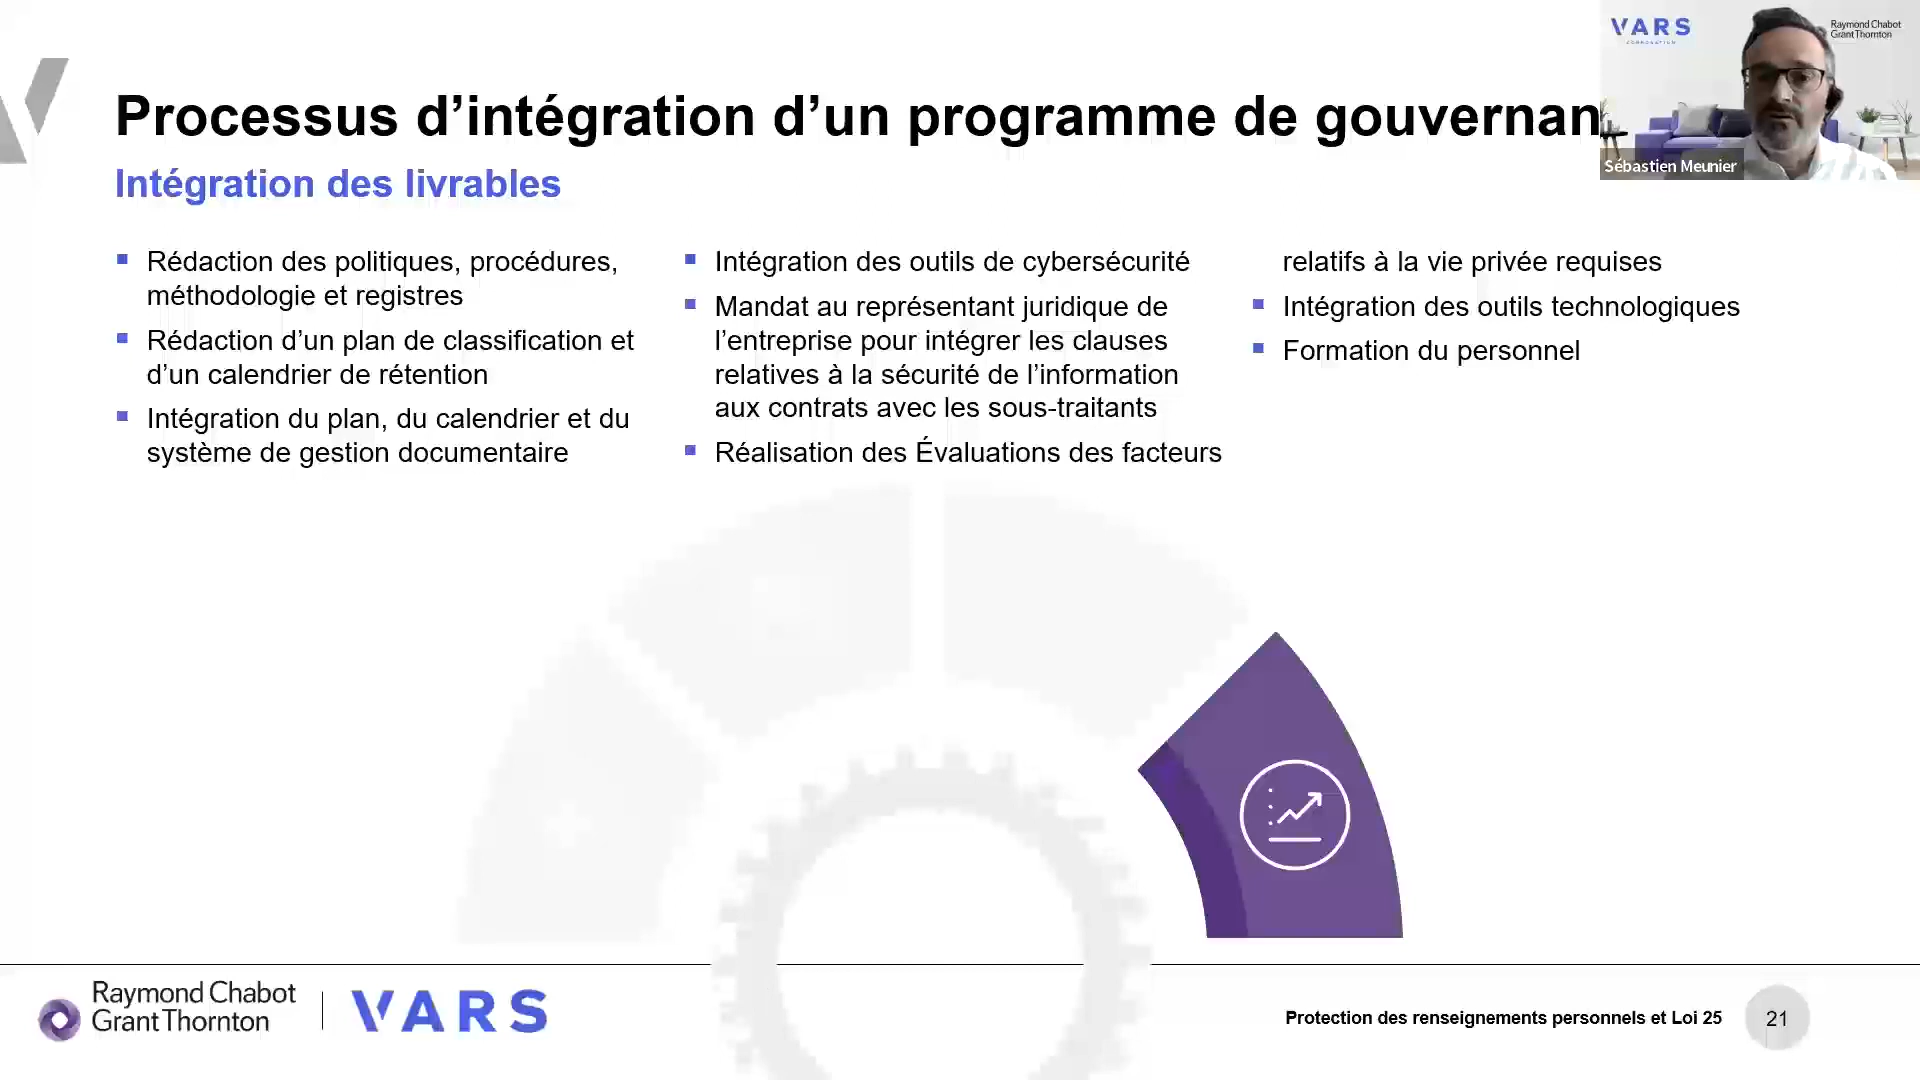 Processus d’intégration d’un programme de gouvernan
Intégration des livrables
Rédaction des politiques, procédures,
méthodologie et registres
Rédaction d’un plan de classification et
d’un calendrier de rétention
Intégration du plan, du calendrier et du
système de gestion documentaire
Intégration des outils de cybersécurité
Mandat au représentant juridique de
l’entreprise pour intégrer les clauses
relatives à la sécurité de l’information
aux contrats avec les sous-traitants
Réalisation des Évaluations des facteurs
relatifs à la vie privée requises
Intégration des outils technologiques
Formation du personnel
VARS
CORPORATION
Raymond Chabot
Grant Thornton
Sébastien Meunier
Raymond Chabot
Grant Thornton
VARS
Protection des renseignements personnels et Loi 25
21